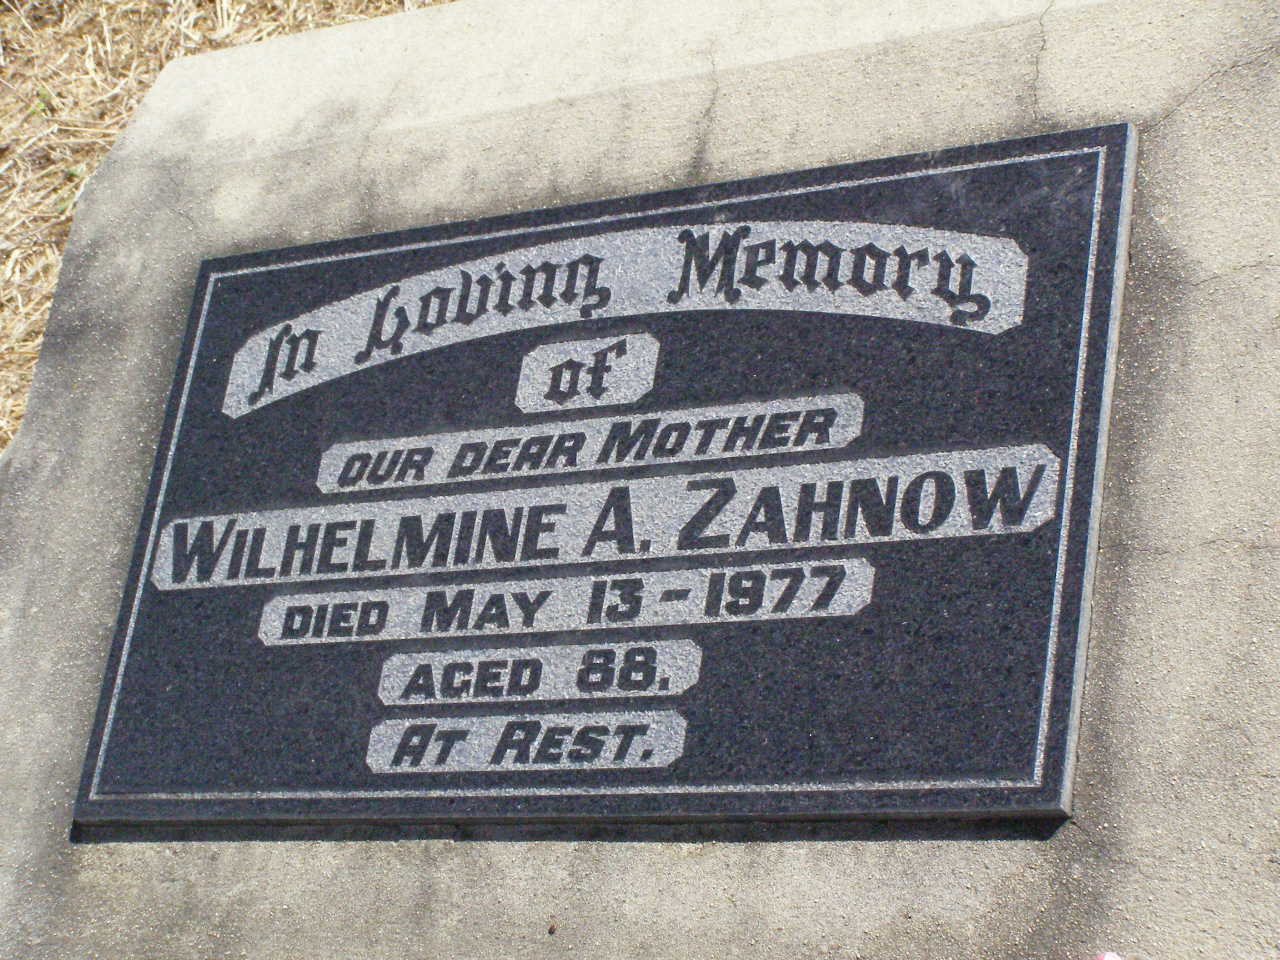 In Loving Memory
of
OUR DEAR MOTHER
WILHELMINE A. ZAHNOW
DIED MAY 13-1977
AGED 88.
AT REST.